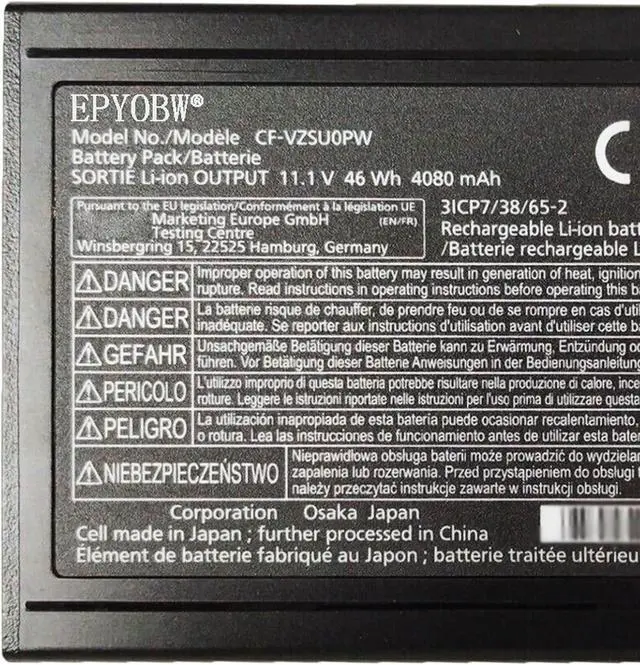 EPYOBW®
Model No./Modèle CF-VZSU0PW
Battery Pack/Batterie
SORTIE Li-ion OUTPUT 11.1 V 46 Wh 4080 mAh
Pursuant to the EU legislation/Conformément à la législation UE
Marketing Europe GmbH (EN/FR)
Testing Centre
Winsbergring 15, 22525 Hamburg, Germany
3ICP7/38/65-2
Rechargeable Li-ion batt
/Batterie rechargeable L
DANGER Improper operation of this battery may result in generation of heat, ignition
rupture. Read instructions in operating instructions before operating this ba
DANGER La batterie risque de chauffer, de prendre feu ou de se rompre en cas d'util
inadéquate. Se reporter aux instructions d'utilisation avant d'utiliser cette b
GEFAHR Unsachgemäße Betätigung dieser Batterie kann zu Erwärmung, Entzündung od
führen. Vor Betätigung dieser Batterie Anweisungen in der Bedienungsanleitung
PERICOLO L'utilizzo improprio di questa batteria potrebbe risultare nella produzione di calore, ince
rotture. Leggere le istruzioni riportate nelle istruzioni per l'uso prima di utilizzare questa
PELIGRO La utilización inapropiada de esta batería puede ocasionar recalentamiento,
o rotura. Lea las instrucciones de funcionamiento antes de utilizar esta bater
NIEBEZPIECZEŃSTWO Nieprawidłowa obsługa baterii może prowadzić do wydzielan
zapalenia lub rozerwania. Przed przystąpieniem do obsługi t
należy przeczytać instrukcje zawarte w instrukcji obsługi.
Corporation Osaka Japan
Cell made in Japan ; further processed in China
Élément de batterie fabriqué au Japon ; batterie traitée ultérieu